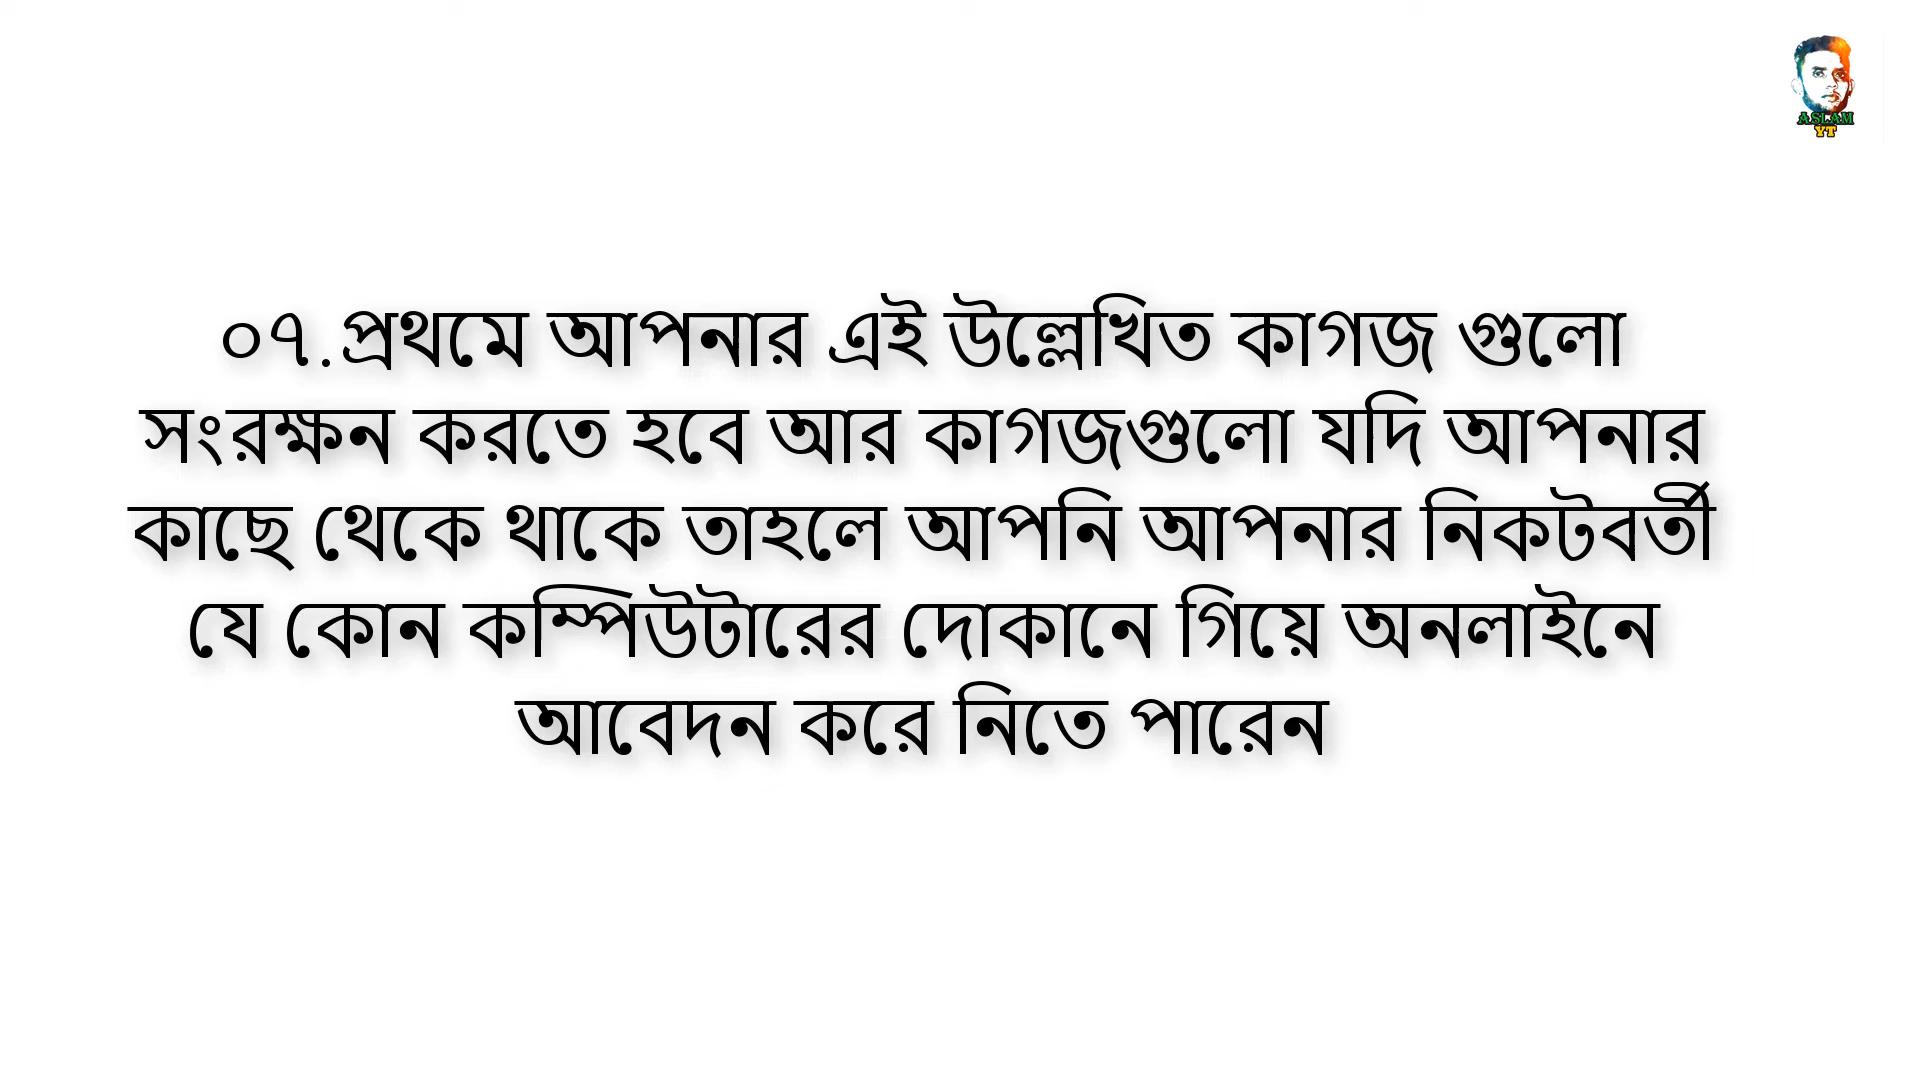 ASLAM
YT
০৭.প্রথমে আপনার এই উল্লেখিত কাগজ গুলো
সংরক্ষন করতে হবে আর কাগজগুলো যদি আপনার
কাছে থেকে থাকে তাহলে আপনি আপনার নিকটবর্তী
যে কোন কম্পিউটারের দোকানে গিয়ে অনলাইনে
আবেদন করে নিতে পারেন